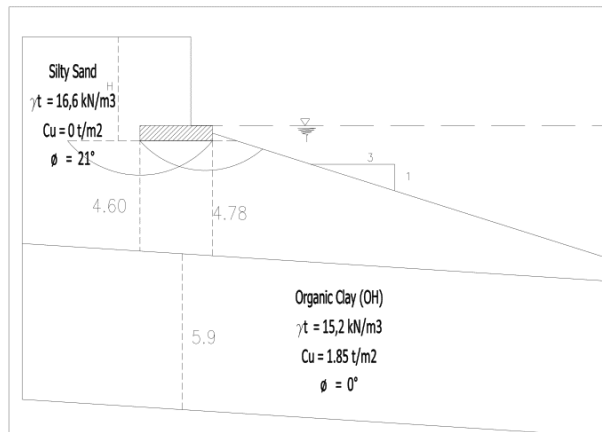 Silty Sand
γt = 16,6 kN/m3
Cu = 0 t/m2
ø = 21°
H
3
1
4.60
4.78
5.9
Organic Clay (OH)
γt = 15,2 kN/m3
Cu = 1.85 t/m2
ø = 0°